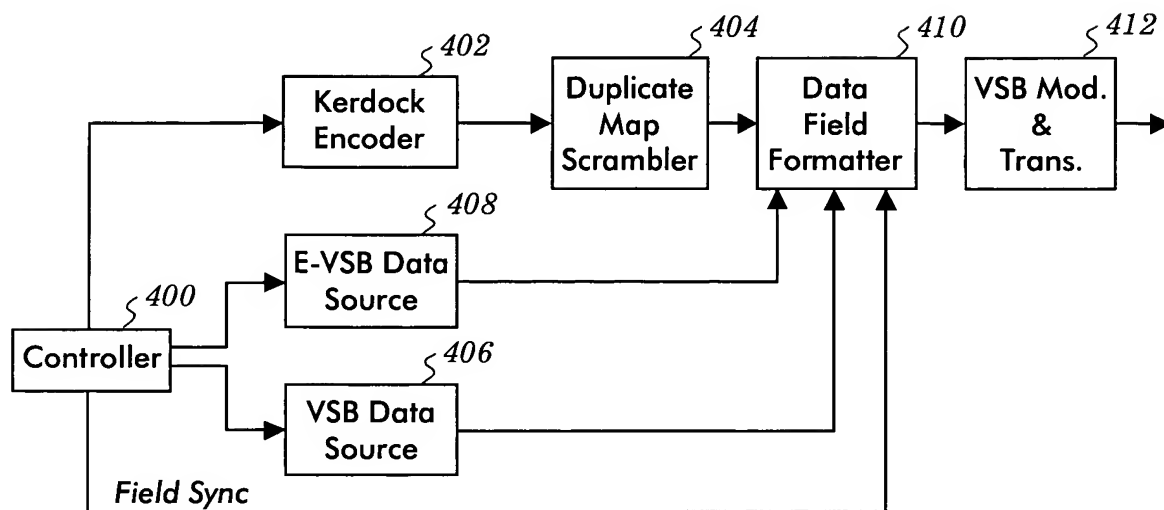 402
Kerdock
Encoder
404
Duplicate
Map
Scrambler
410
Data
Field
Formatter
412
VSB Mod.
&
Trans.
408
E-VSB Data
Source
400
Controller
406
VSB Data
Source
Field Sync